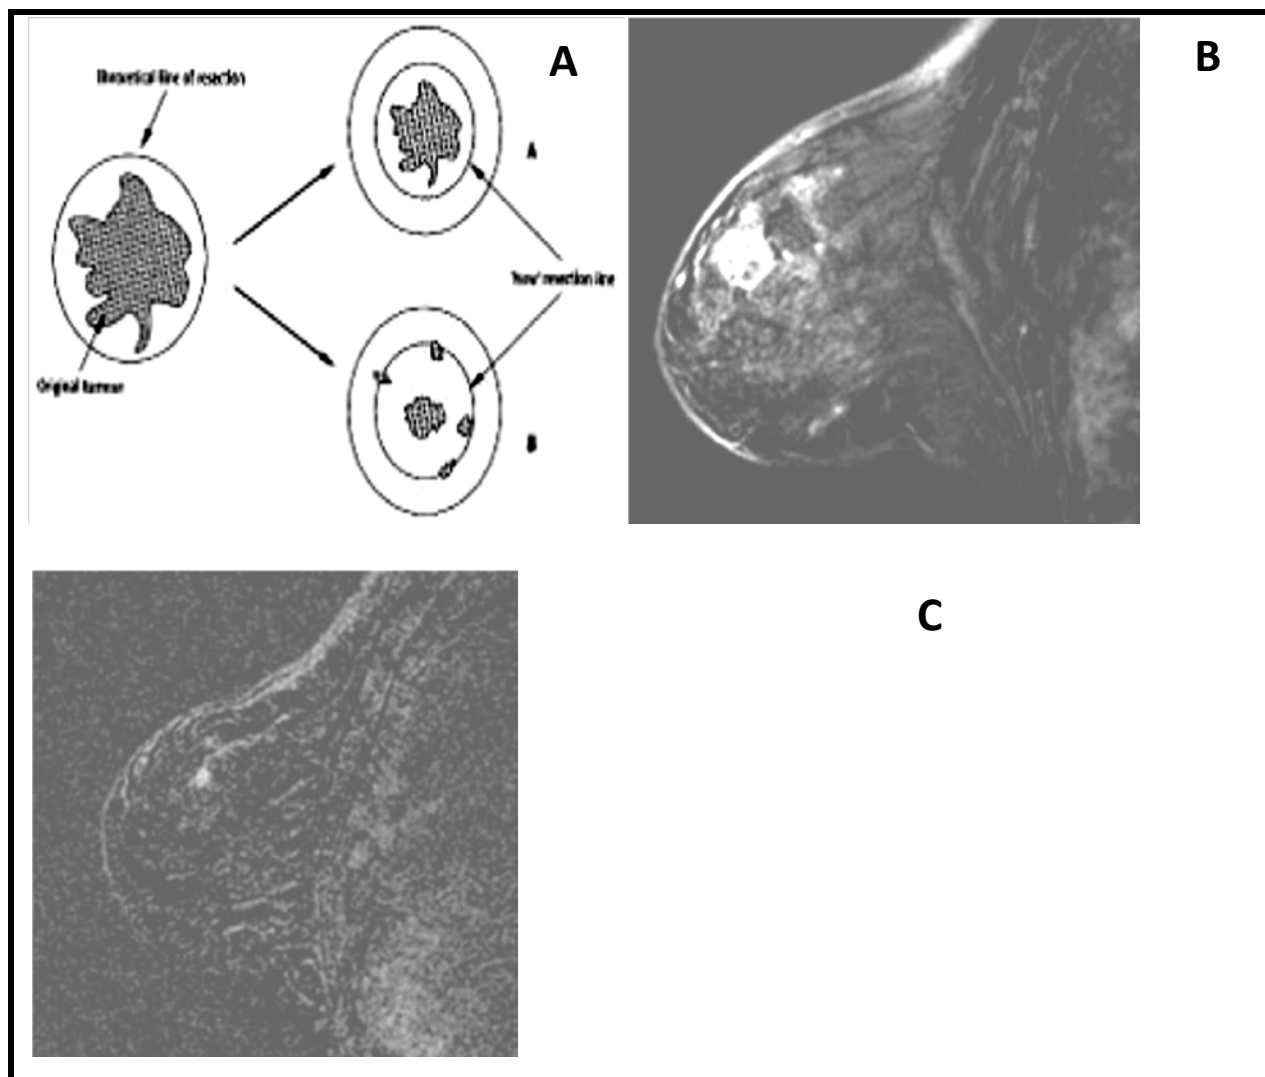 A
B
Theoretical line of resection
A
'New' resection line
Original tumour
B
C